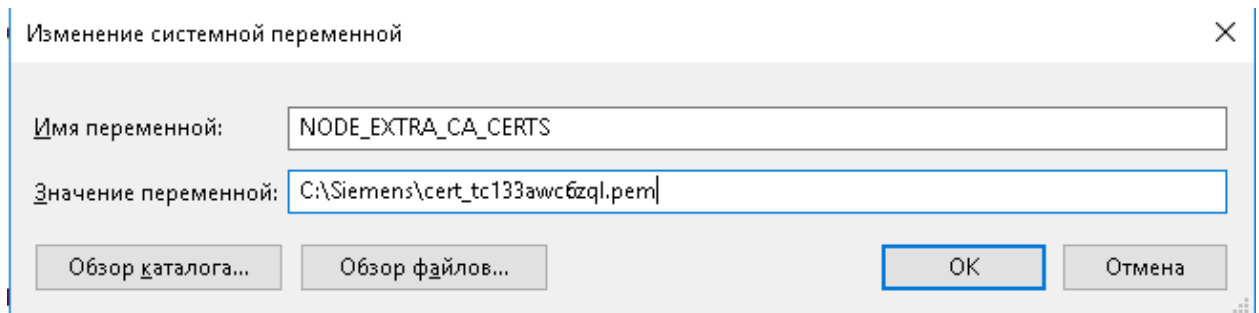 Изменение системной переменной
Имя переменной: NODE_EXTRA_CA_CERTS
Значение переменной: C:\Siemens\cert_tc133awc6zql.pem
Обзор каталога... Обзор файлов... OK Отмена